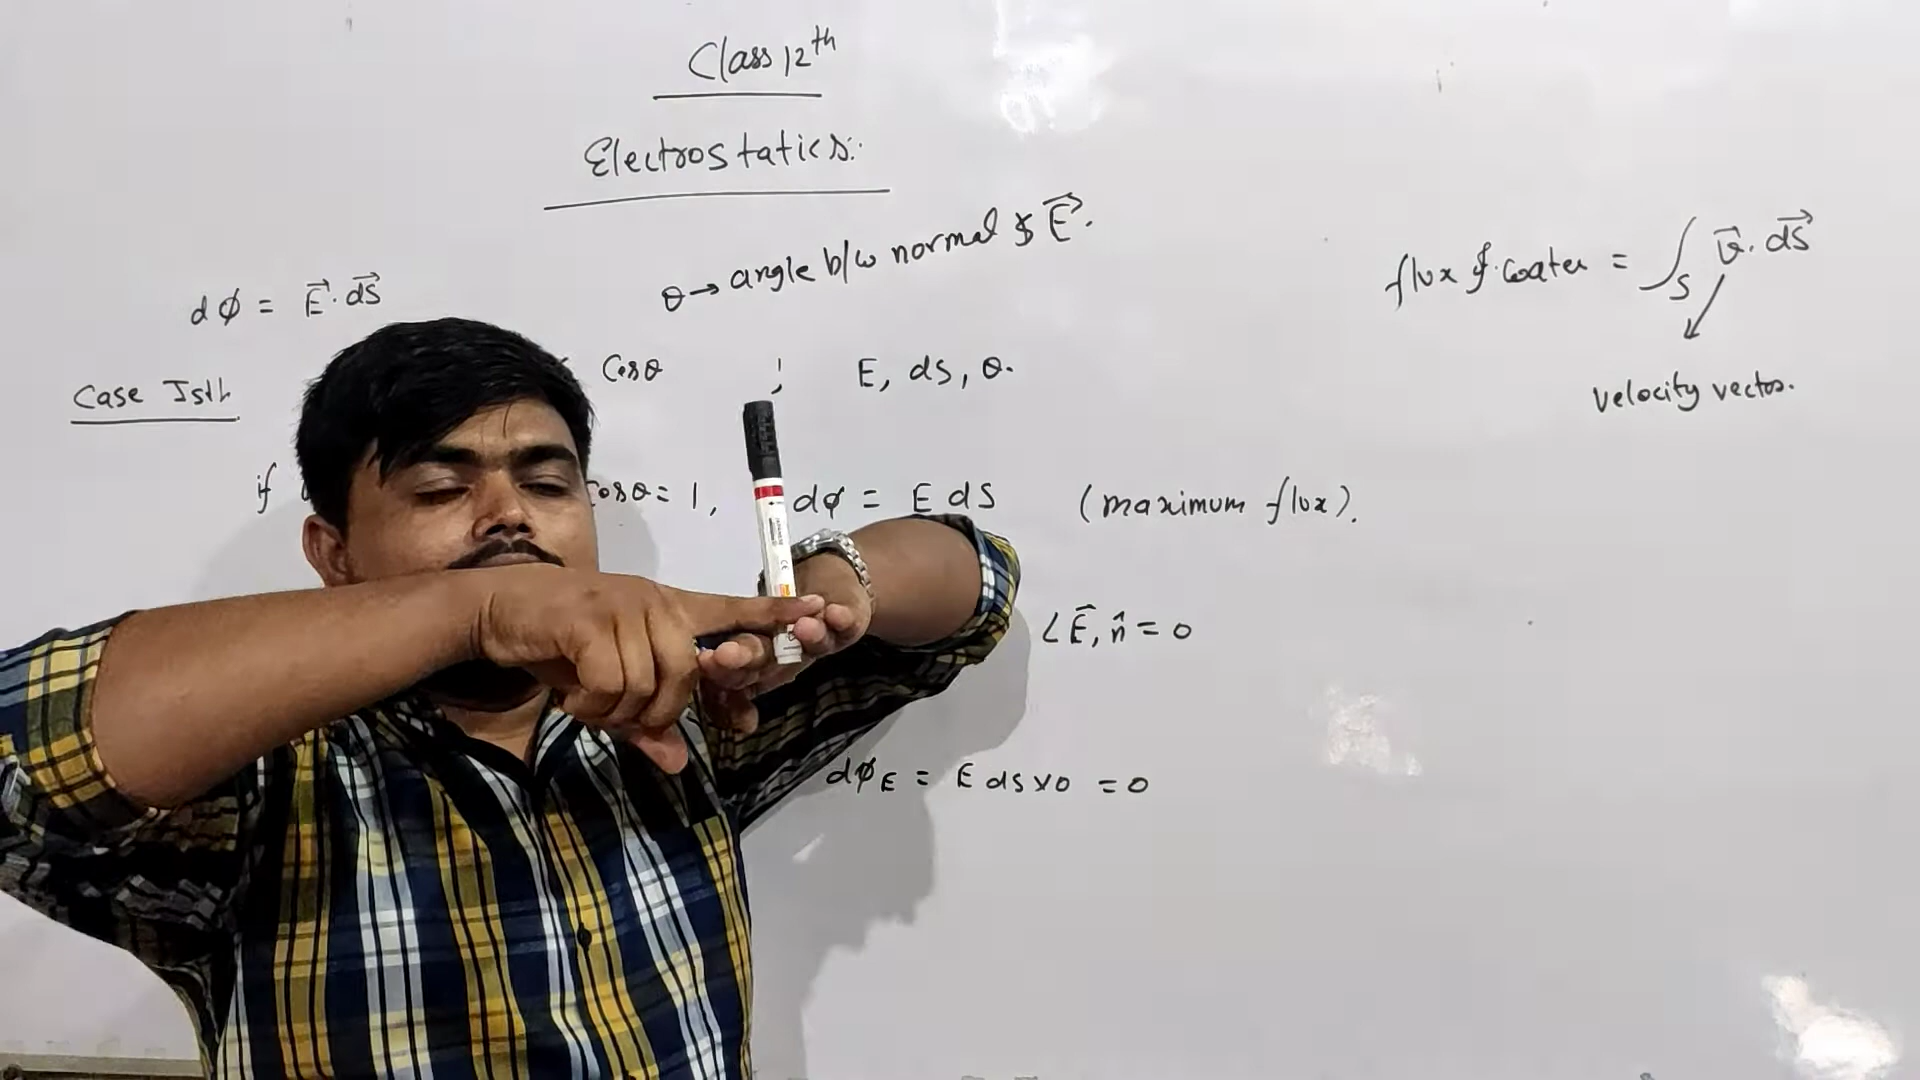 Class 12th
Electrostatics:
θ → angle b/w normal & E⃗.
dϕ = E⃗. dS⃗
flux of water = ∫S v⃗. dS⃗
Cosθ ; E, ds, θ.
Case Ist
velocity vector.
if cosθ = 1, dϕ = E dS (maximum flux).
∠E⃗, n̂ = 0
dϕE = E ds x 0 = 0